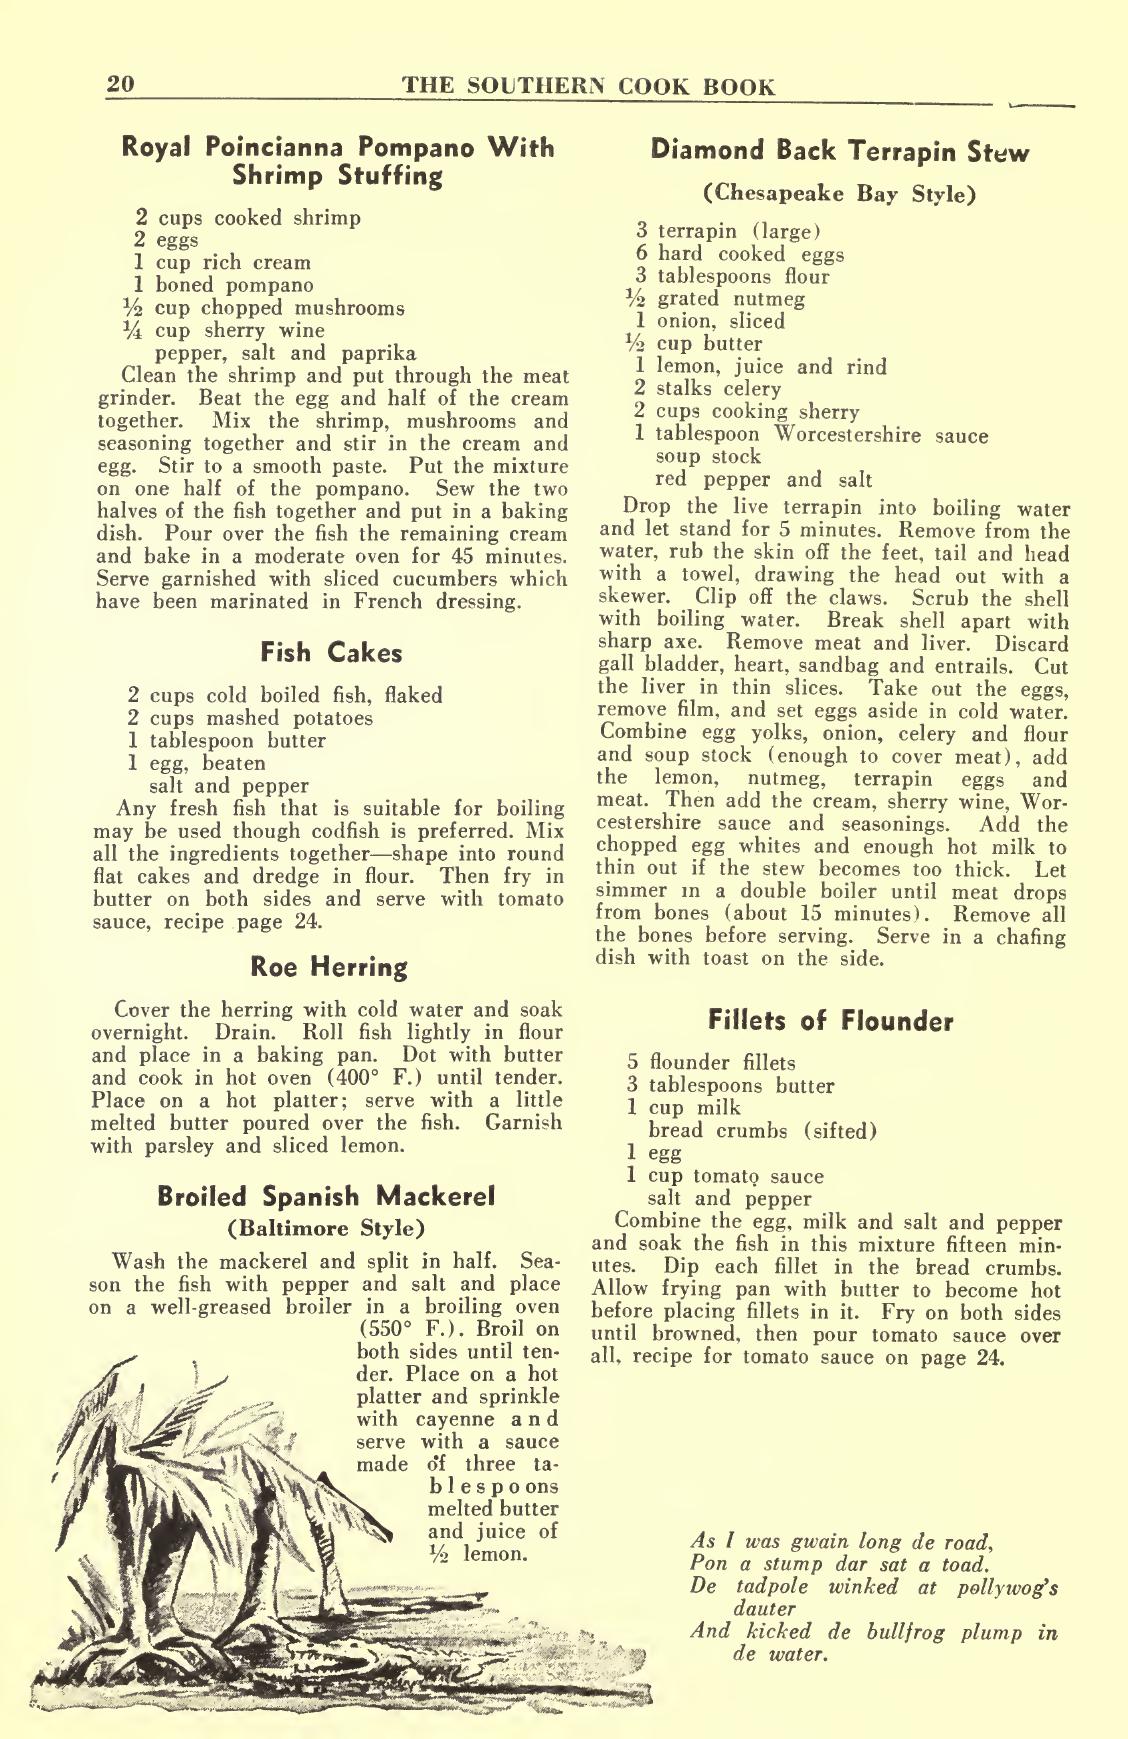 20
THE SOUTHERN COOK BOOK
Royal Poincianna Pompano With
Shrimp Stuffing
2 cups cooked shrimp
2 eggs
1 cup rich cream
1 boned pompano
½ cup chopped mushrooms
¼ cup sherry wine
pepper, salt and paprika
Clean the shrimp and put through the meat
grinder. Beat the egg and half of the cream
together. Mix the shrimp, mushrooms and
seasoning together and stir in the cream and
egg. Stir to a smooth paste. Put the mixture
on one half of the pompano. Sew the two
halves of the fish together and put in a baking
dish. Pour over the fish the remaining cream
and bake in a moderate oven for 45 minutes.
Serve garnished with sliced cucumbers which
have been marinated in French dressing.
Fish Cakes
2 cups cold boiled fish, flaked
2 cups mashed potatoes
1 tablespoon butter
1 egg, beaten
salt and pepper
Any fresh fish that is suitable for boiling
may be used though codfish is preferred. Mix
all the ingredients together—shape into round
flat cakes and dredge in flour. Then fry in
butter on both sides and serve with tomato
sauce, recipe page 24.
Roe Herring
Cover the herring with cold water and soak
overnight. Drain. Roll fish lightly in flour
and place in a baking pan. Dot with butter
and cook in hot oven (400° F.) until tender.
Place on a hot platter; serve with a little
melted butter poured over the fish. Garnish
with parsley and sliced lemon.
Broiled Spanish Mackerel
(Baltimore Style)
Wash the mackerel and split in half. Sea-
son the fish with pepper and salt and place
on a well-greased broiler in a broiling oven
(550° F.). Broil on
both sides until ten-
der. Place on a hot
platter and sprinkle
with cayenne and
serve with a sauce
made of three ta-
blespoons
melted butter
and juice of
½ lemon.
Diamond Back Terrapin Stew
(Chesapeake Bay Style)
3 terrapin (large)
6 hard cooked eggs
3 tablespoons flour
½ grated nutmeg
1 onion, sliced
½ cup butter
1 lemon, juice and rind
2 stalks celery
2 cups cooking sherry
1 tablespoon Worcestershire sauce
soup stock
red pepper and salt
Drop the live terrapin into boiling water
and let stand for 5 minutes. Remove from the
water, rub the skin off the feet, tail and head
with a towel, drawing the head out with a
skewer. Clip off the claws. Scrub the shell
with boiling water. Break shell apart with
sharp axe. Remove meat and liver. Discard
gall bladder, heart, sandbag and entrails. Cut
the liver in thin slices. Take out the eggs,
remove film, and set eggs aside in cold water.
Combine egg yolks, onion, celery and flour
and soup stock (enough to cover meat), add
the lemon, nutmeg, terrapin eggs and
meat. Then add the cream, sherry wine, Wor-
cestershire sauce and seasonings. Add the
chopped egg whites and enough hot milk to
thin out if the stew becomes too thick. Let
simmer in a double boiler until meat drops
from bones (about 15 minutes). Remove all
the bones before serving. Serve in a chafing
dish with toast on the side.
Fillets of Flounder
5 flounder fillets
3 tablespoons butter
1 cup milk
bread crumbs (sifted)
1 egg
1 cup tomato sauce
salt and pepper
Combine the egg, milk and salt and pepper
and soak the fish in this mixture fifteen min-
utes. Dip each fillet in the bread crumbs.
Allow frying pan with butter to become hot
before placing fillets in it. Fry on both sides
until browned, then pour tomato sauce over
all, recipe for tomato sauce on page 24.
As I was gwain long de road,
Pon a stump dar sat a toad.
De tadpole winked at pollywog's
dauter
And kicked de bullfrog plump in
de water.